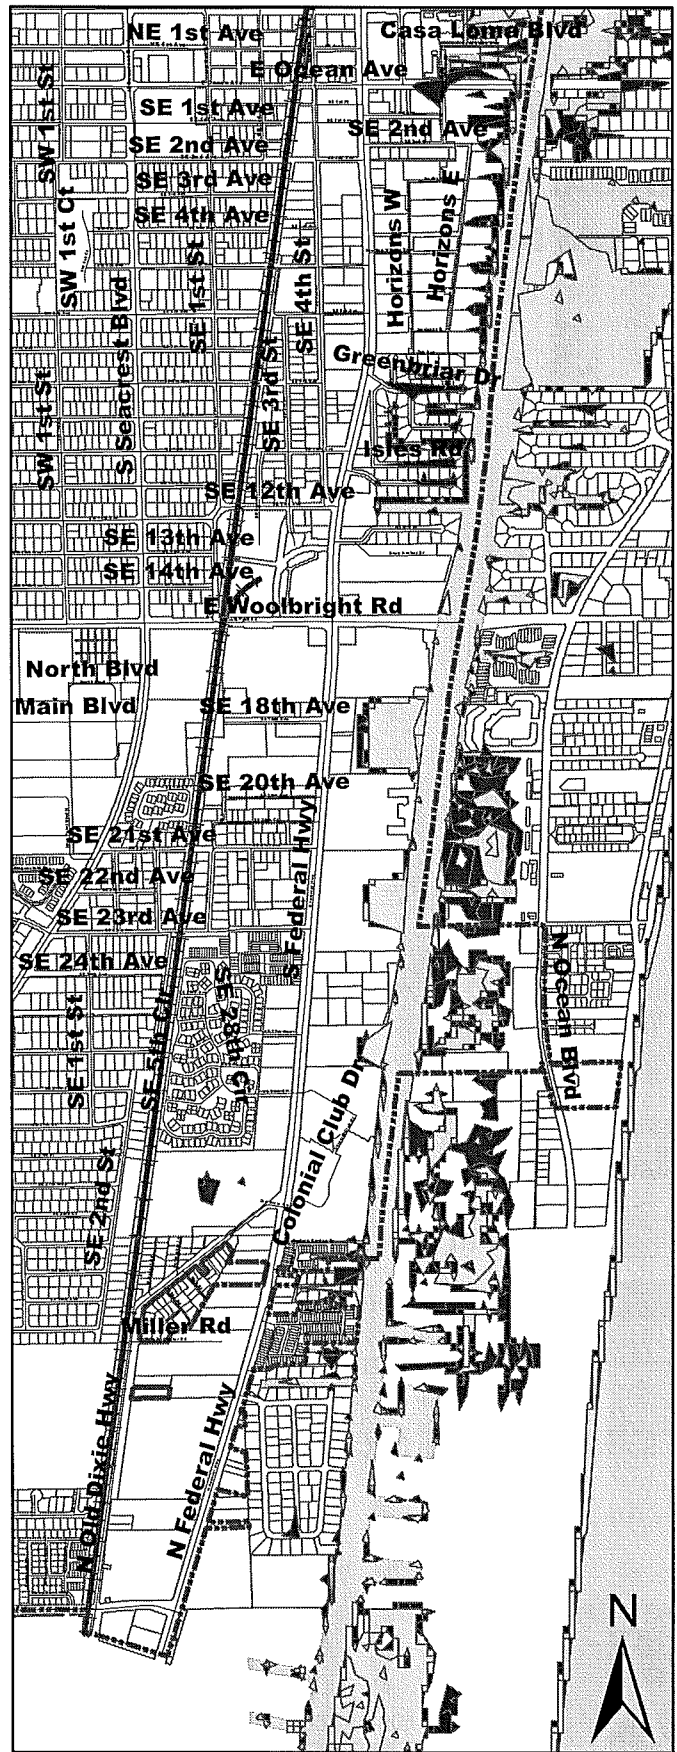 NE 1st Ave
Casa Loma Blvd
E Ocean Ave
SW 1st St
SE 1st Ave
SE 2nd Ave
SE 2nd Ave
SE 3rd Ave
SE 4th Ave
SW 1st Ct
Horizons W
Horizons E
SE 1st St
SE 4th St
S Seacrest Blvd
Greenbriar Dr
SE 3rd St
SW 1st St
Isles Rd
SE 12th Ave
SE 13th Ave
SE 14th Ave
E Woolbright Rd
North Blvd
Main Blvd
SE 18th Ave
SE 20th Ave
SE 21st Ave
S Federal Hwy
SE 22nd Ave
SE 23rd Ave
SE 24th Ave
N Ocean Blvd
SE 28th Ct
SE 1st St
SE 5th Cir
Colonial Club Dr
SE 2nd St
Miller Rd
N Old Dixie Hwy
N Federal Hwy
N